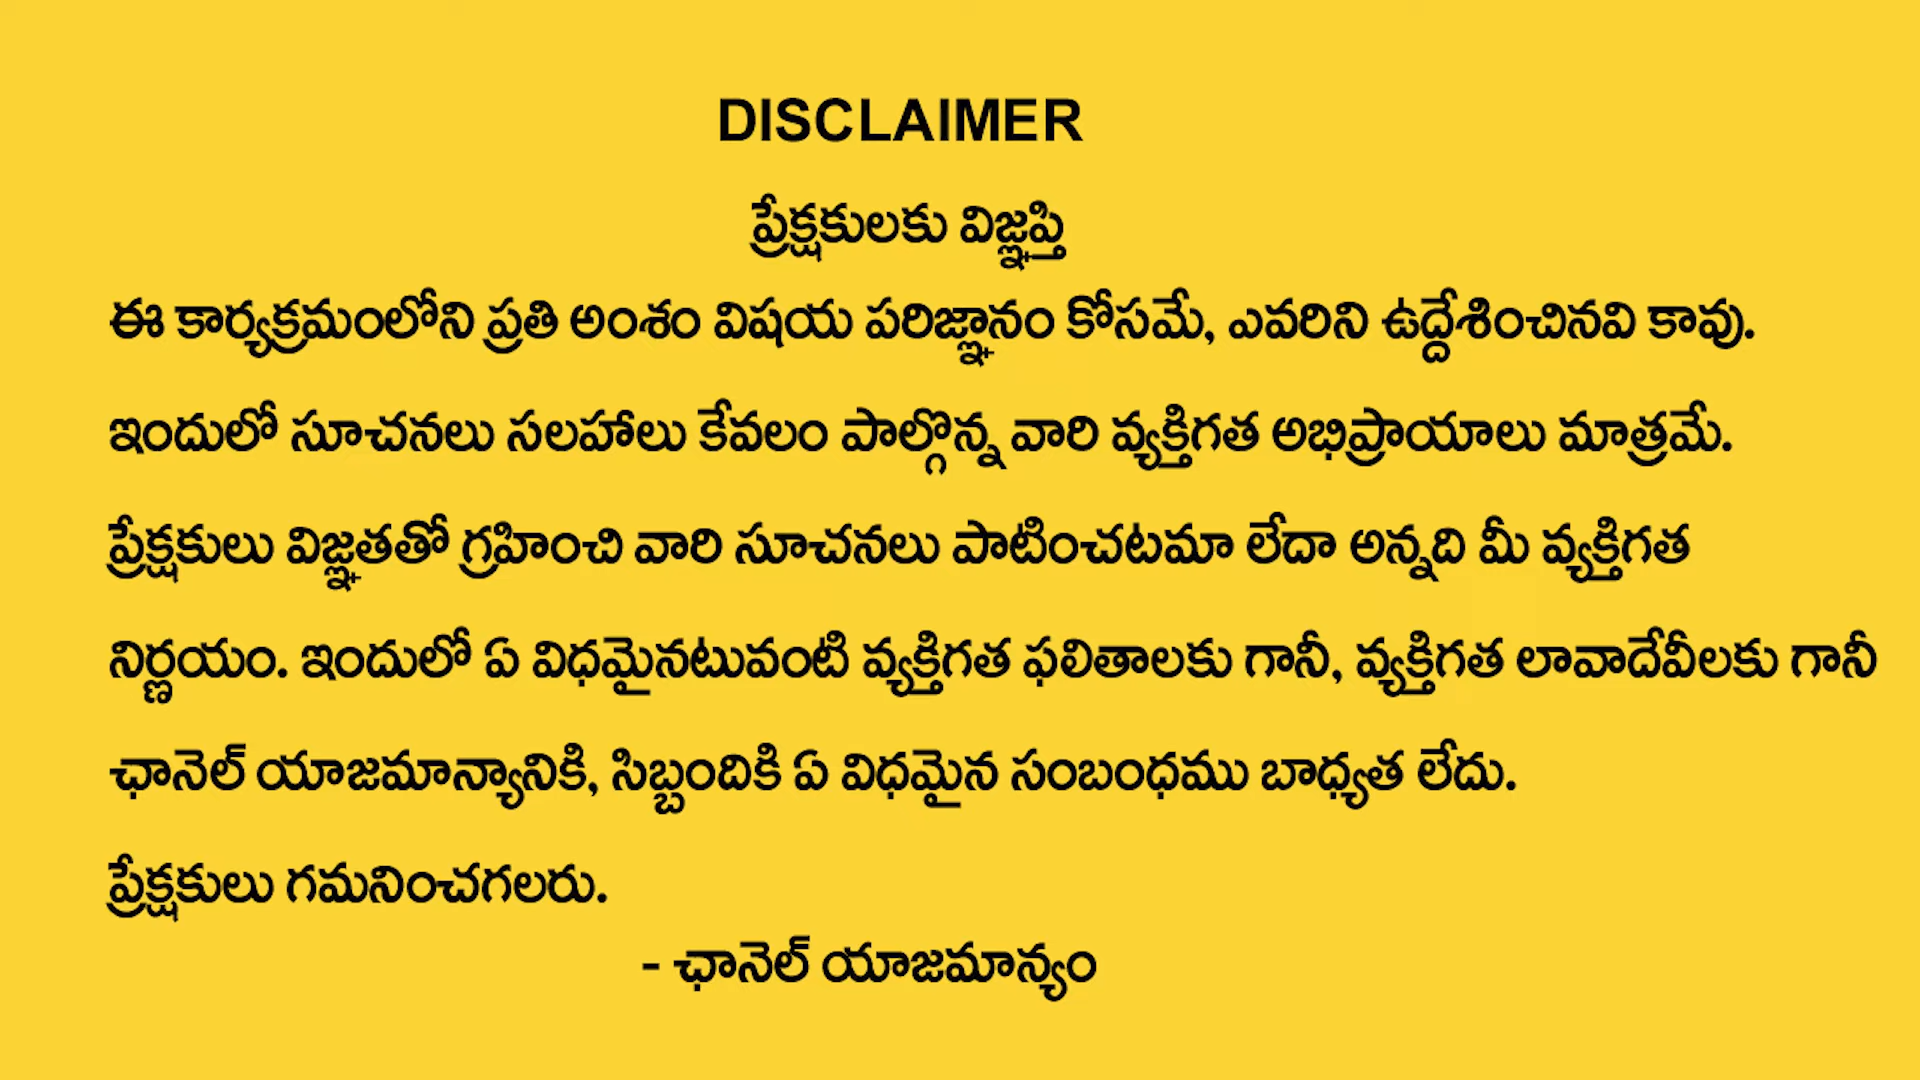 DISCLAIMER
ప్రేక్షకులకు విజ్ఞప్తి
ఈ కార్యక్రమంలోని ప్రతి అంశం విషయ పరిజ్ఞానం కోసమే, ఎవరిని ఉద్దేశించినవి కావు.
ఇందులో సూచనలు సలహాలు కేవలం పాల్గొన్న వారి వ్యక్తిగత అభిప్రాయాలు మాత్రమే.
ప్రేక్షకులు విజ్ఞతతో గ్రహించి వారి సూచనలు పాటించటమా లేదా అన్నది మీ వ్యక్తిగత
నిర్ణయం. ఇందులో ఏ విధమైనటువంటి వ్యక్తిగత ఫలితాలకు గానీ, వ్యక్తిగత లావాదేవీలకు గానీ
ఛానెల్ యాజమాన్యానికి, సిబ్బందికి ఏ విధమైన సంబంధము బాధ్యత లేదు.
ప్రేక్షకులు గమనించగలరు.
- ఛానెల్ యాజమాన్యం